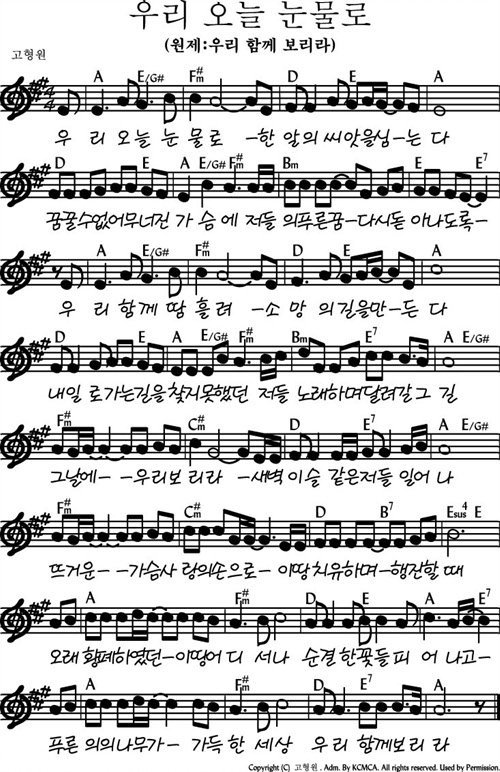 우리 오늘 눈물로
(원제:우리 함께 보리라)
고형원
A E/G# F#m D E A
우 리 오늘 눈 물 로 -한 알의 씨앗을심-는 다
D E A E/G# F#m Bm E E7
꿈꿀수없어무너진 가 슴 에 저들 의푸른꿈-다시돋 아나도록-
A E/G# F#m D E A
우 리 함께 땅 흘 려 -소 망 의길을만-든 다
D E A E/G# F#m Bm E7 A E/G#
내일 로가는길을찾지못했던 저들 노래하며달려갈그 길
F#m C#m D E7 A E/G#
그날에- -우리보리라 -새벽이슬 같은저들 일어 나
F#m C#m D B7 Esus4 E
뜨거운- -가슴사 랑의손으로- 이땅치유하며-행진할 때
A F#m D E A E7
오래황폐하였던-이땅어 디 서나 순결한꽃들피 어 나고-
A F#m D E7 A
푸른 의의나무가- 가득 한 세상 우 리 함께보리 라
Copyright (C) 고형원 , Adm. By KCMCA. All rights reserved. Used by Permission.